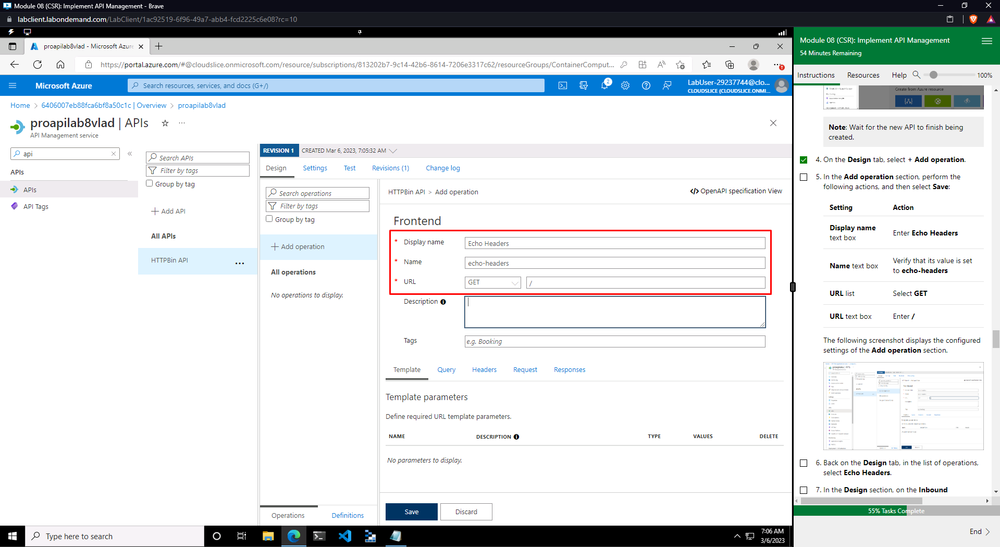 Module 08 (CSR): Implement API Management - Brave
labclient.labondemand.com/LabClient/1ac92519-6f96-49a7-abb4-fcd2225c6e08?rc=10
proapilab8vlad - Microsoft Azure
https://portal.azure.com/#@cloudslice.onmicrosoft.com/resource/subscriptions/813202b7-9c14-42b6-8614-7206e3317c62/resourceGroups/ContainerComput...
Microsoft Azure
Search resources, services, and docs (G+/)
2
LabUser-29237744@clo...
CLOUDSLICE (CLOUDSLICE.ONMI...
Home > 6406007eb88fca6bf8a50c1c | Overview > proapilab8vlad
proapilab8vlad | APIs
API Management service
api
APIs
APIs
API Tags
Search APIs
Filter by tags
Group by tag
+ Add API
All APIs
HTTPBin API
REVISION 1
CREATED Mar 6, 2023, 7:05:32 AM
Design
Settings
Test
Revisions (1)
Change log
Search operations
Filter by tags
Group by tag
+ Add operation
All operations
No operations to display.
Operations
Definitions
HTTPBin API > Add operation
</> OpenAPI specification View
Frontend
* Display name
Echo Headers
* Name
echo-headers
* URL
GET
/
Description
Tags
e.g. Booking
Template
Query
Headers
Request
Responses
Template parameters
Define required URL template parameters.
NAME
DESCRIPTION
TYPE
VALUES
DELETE
No parameters to display.
Save
Discard
Module 08 (CSR): Implement API Management
54 Minutes Remaining
Instructions
Resources
Help
100%
Create from Azure resource
Note: Wait for the new API to finish being
created.
4. On the Design tab, select + Add operation.
5. In the Add operation section, perform the
following actions, and then select Save:
Setting
Action
Display name
text box
Enter Echo Headers
Name text box
Verify that its value is set
to echo-headers
URL list
Select GET
URL text box
Enter /
The following screenshot displays the configured
settings of the Add operation section.
6. Back on the Design tab, in the list of operations,
select Echo Headers.
7. In the Design section, on the Inbound
55% Tasks Complete
End
Type here to search
7:06 AM
3/6/2023